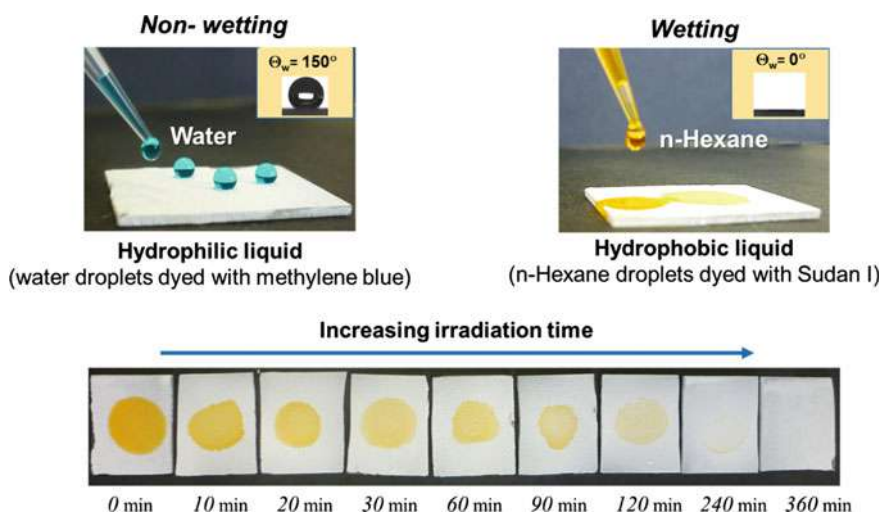 Non- wetting
Θw= 150°
Water
Hydrophilic liquid
(water droplets dyed with methylene blue)
Wetting
Θw= 0°
n-Hexane
Hydrophobic liquid
(n-Hexane droplets dyed with Sudan I)
Increasing irradiation time
0 min 10 min 20 min 30 min 60 min 90 min 120 min 240 min 360 min